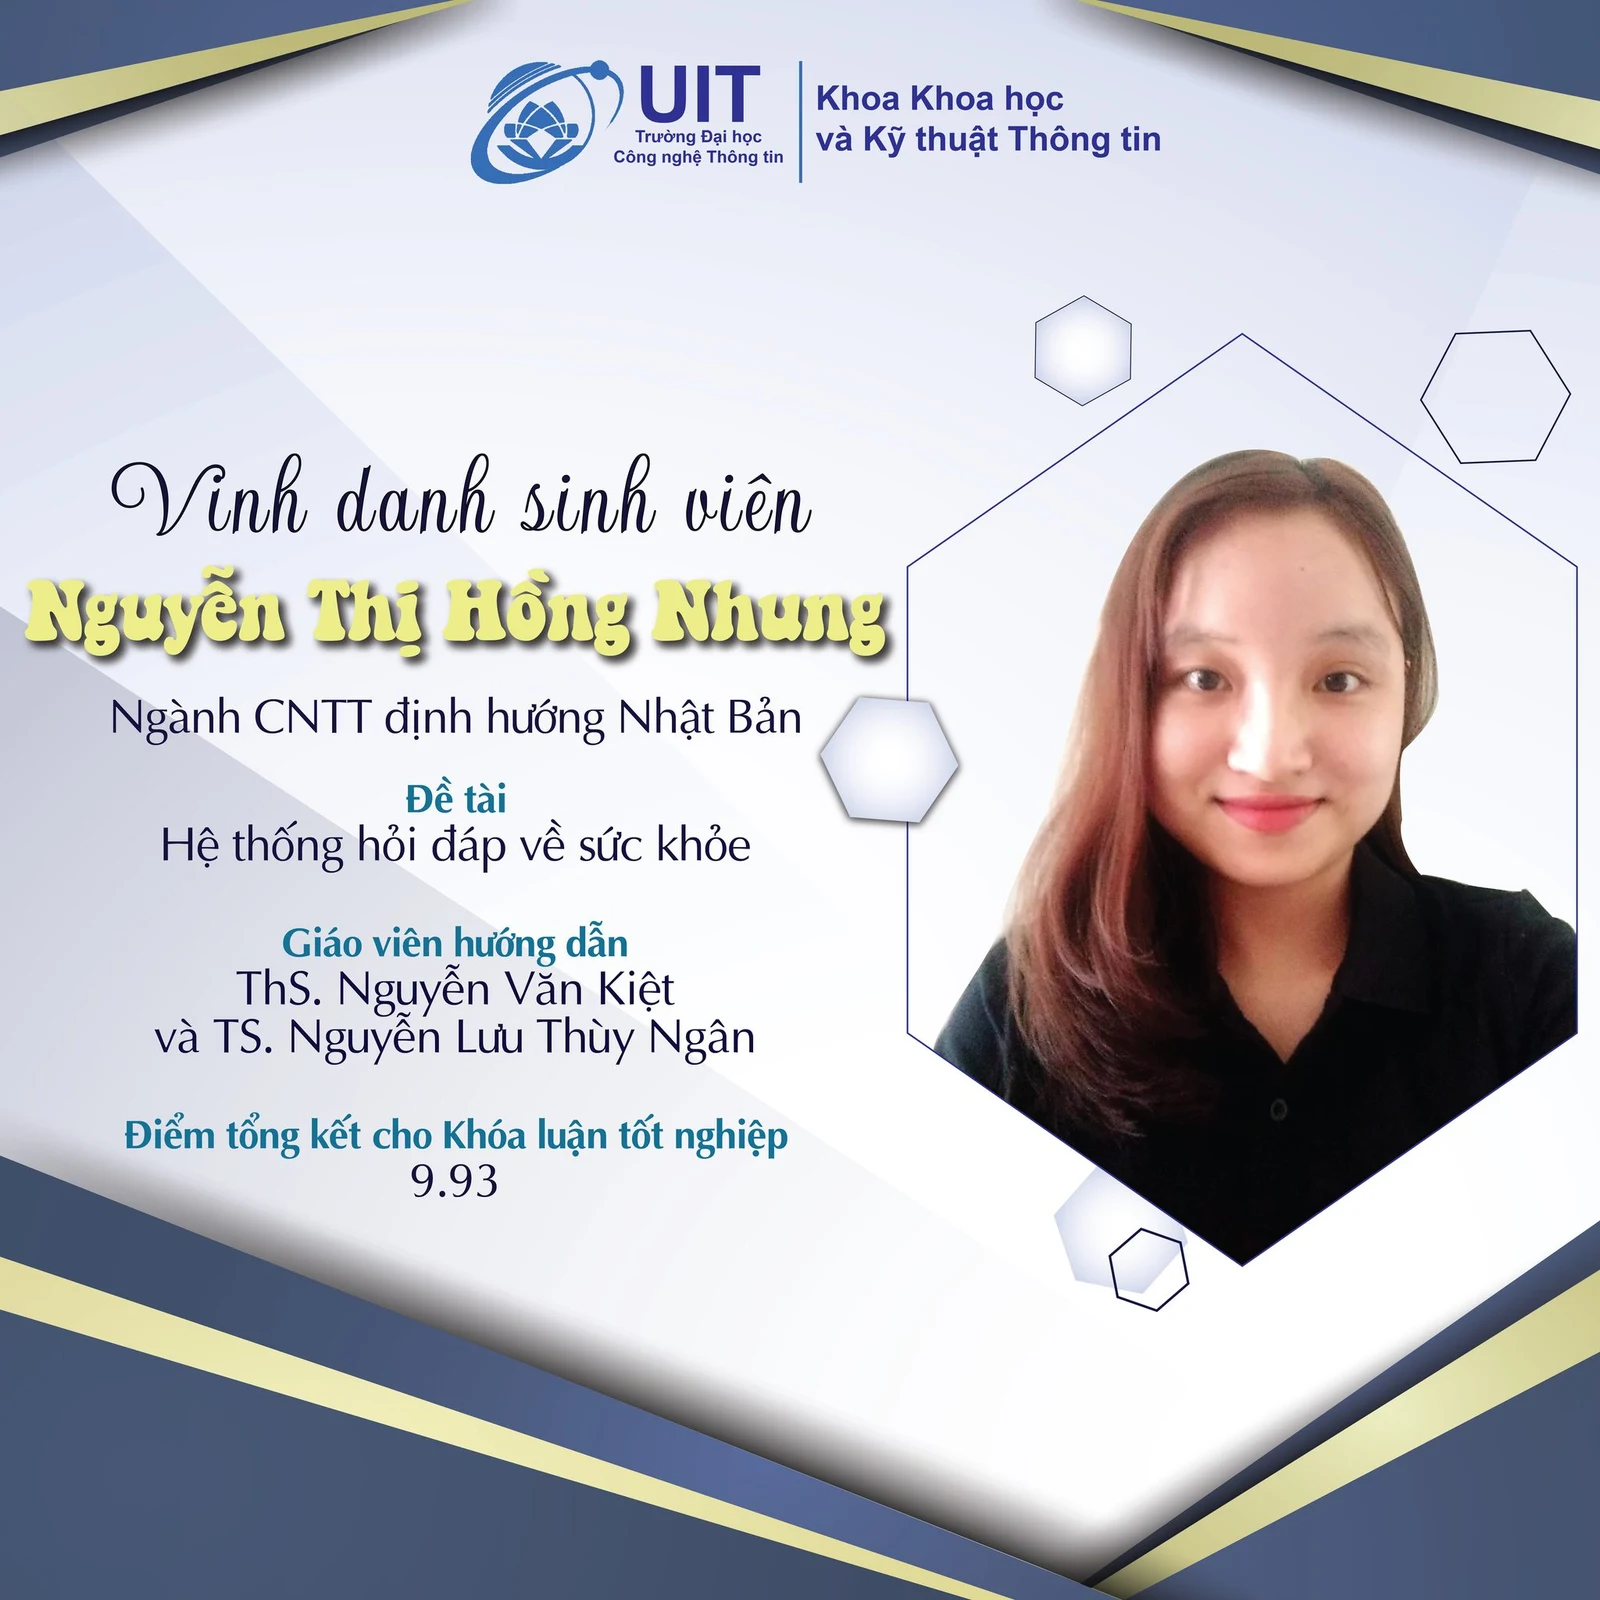 UIT
Trường Đại học
Công nghệ Thông tin
Khoa Khoa học
và Kỹ thuật Thông tin
Vinh danh sinh viên
Nguyễn Thị Hồng Nhung
Ngành CNTT định hướng Nhật Bản
Đề tài
Hệ thống hỏi đáp về sức khỏe
Giáo viên hướng dẫn
ThS. Nguyễn Văn Kiệt
và TS. Nguyễn Lưu Thùy Ngân
Điểm tổng kết cho Khóa luận tốt nghiệp
9.93